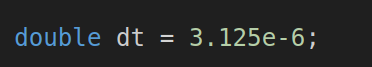 double dt = 3.125e-6;